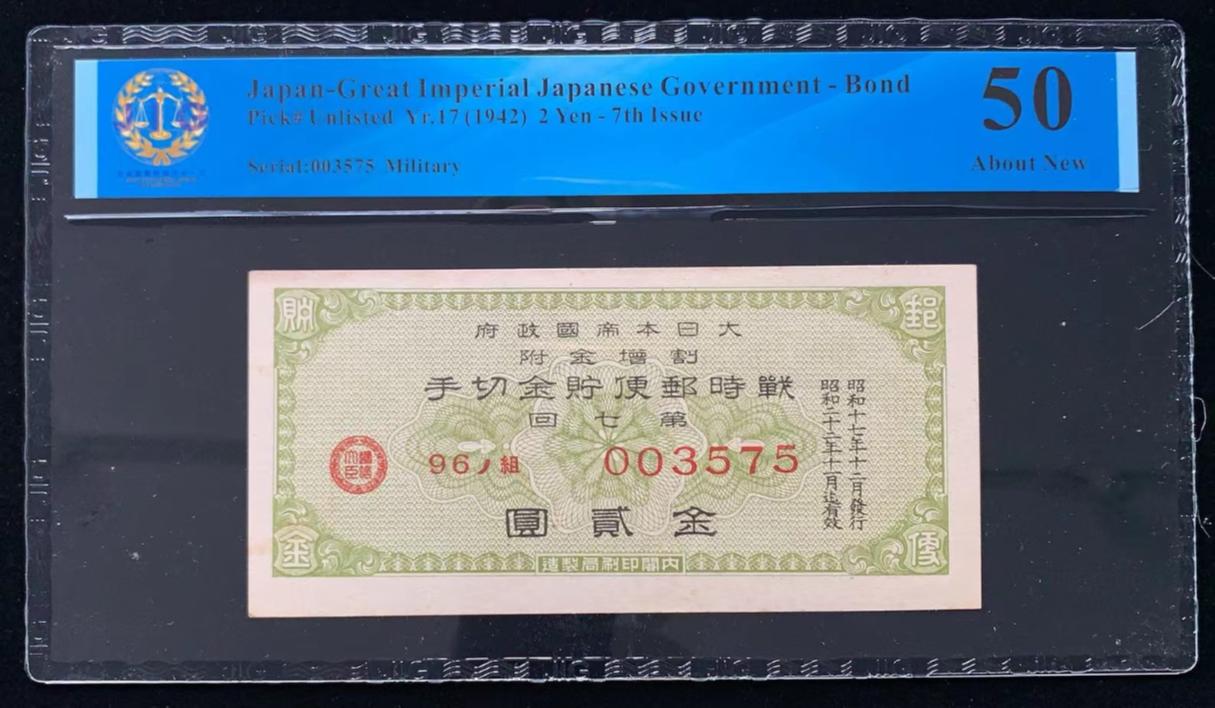 Japan-Great Imperial Japanese Government - Bond
Pick# Unlisted Yr.17 (1942) 2 Yen - 7th Issue
Serial:003575 Military
50
About New
貯
郵
府政國帝本日大
附金增割
手切金貯便郵時戰
回七第
昭和十七年十二月發行
昭和二十二年十一月迄有效
96ノ組
003575
圓貳金
金
便
造製局刷印閣內